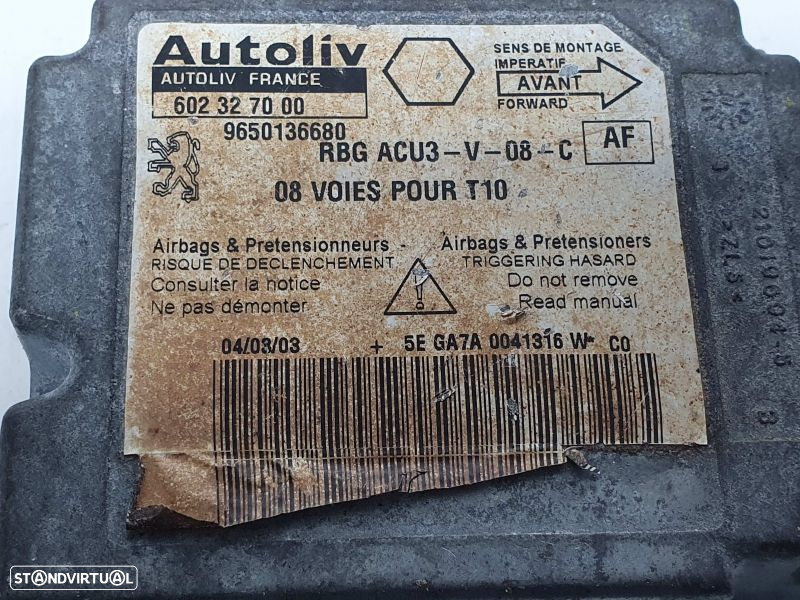 Autoliv
AUTOLIV FRANCE
602 32 70 00
9650136680
SENS DE MONTAGE
IMPERATIF
AVANT
FORWARD
RBG ACU3-V-08-C
AF
08 VOIES POUR T10
Airbags & Pretensionneurs -
RISQUE DE DECLENCHEMENT
Consulter la notice
Ne pas démonter
Airbags & Pretensioners
TRIGGERING HASARD
Do not remove
Read manual
04/03/03 + 5E GA7A 0041316 W- C0
STANDVIRTUAL